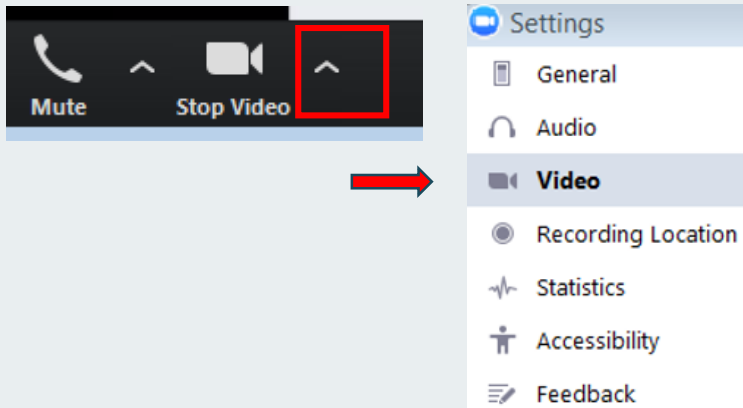 Mute
Stop Video
Settings
General
Audio
Video
Recording Location
Statistics
Accessibility
Feedback